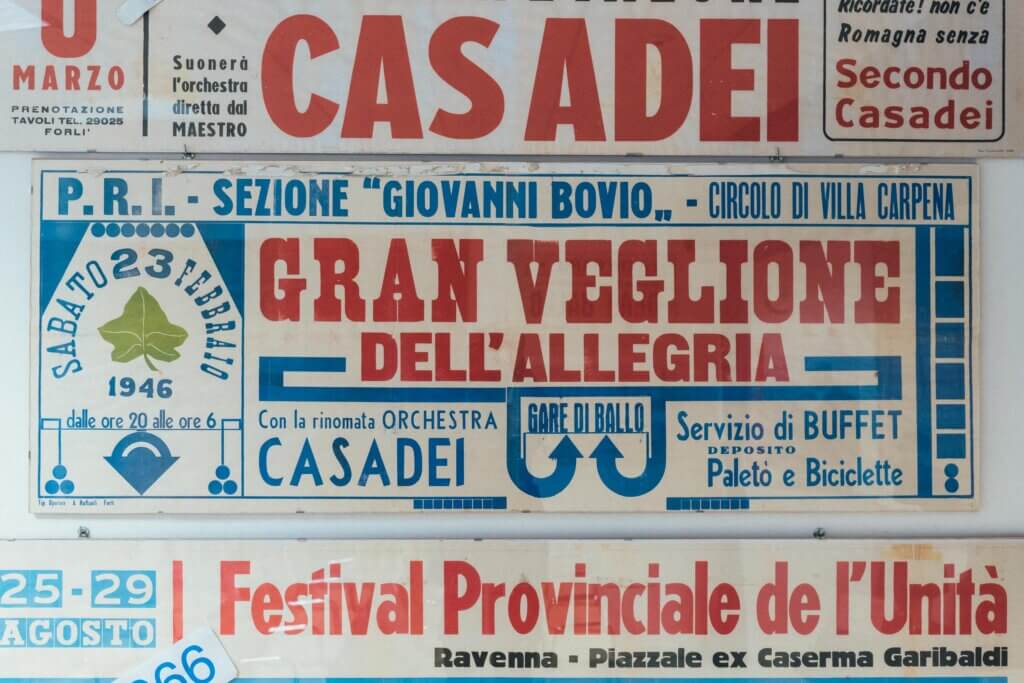 MARZO
PRENOTAZIONE
TAVOLI TEL. 29025
FORLI'
Suonerà
l'orchestra
diretta dal
MAESTRO
CASADEI
Ricordate! non c'è
Romagna senza
Secondo
Casadei
P.R.I. - SEZIONE "GIOVANNI BOVIO„ - CIRCOLO DI VILLA CARPENA
SABATO 23 FEBBRAIO
1946
dalle ore 20 alle ore 6
GRAN VEGLIONE
DELL'ALLEGRIA
Con la rinomata ORCHESTRA
CASADEI
GARE DI BALLO
Servizio di BUFFET
DEPOSITO
Paletò e Biciclette
25-29
AGOSTO
Festival Provinciale de l'Unità
Ravenna - Piazzale ex Caserma Garibaldi
66